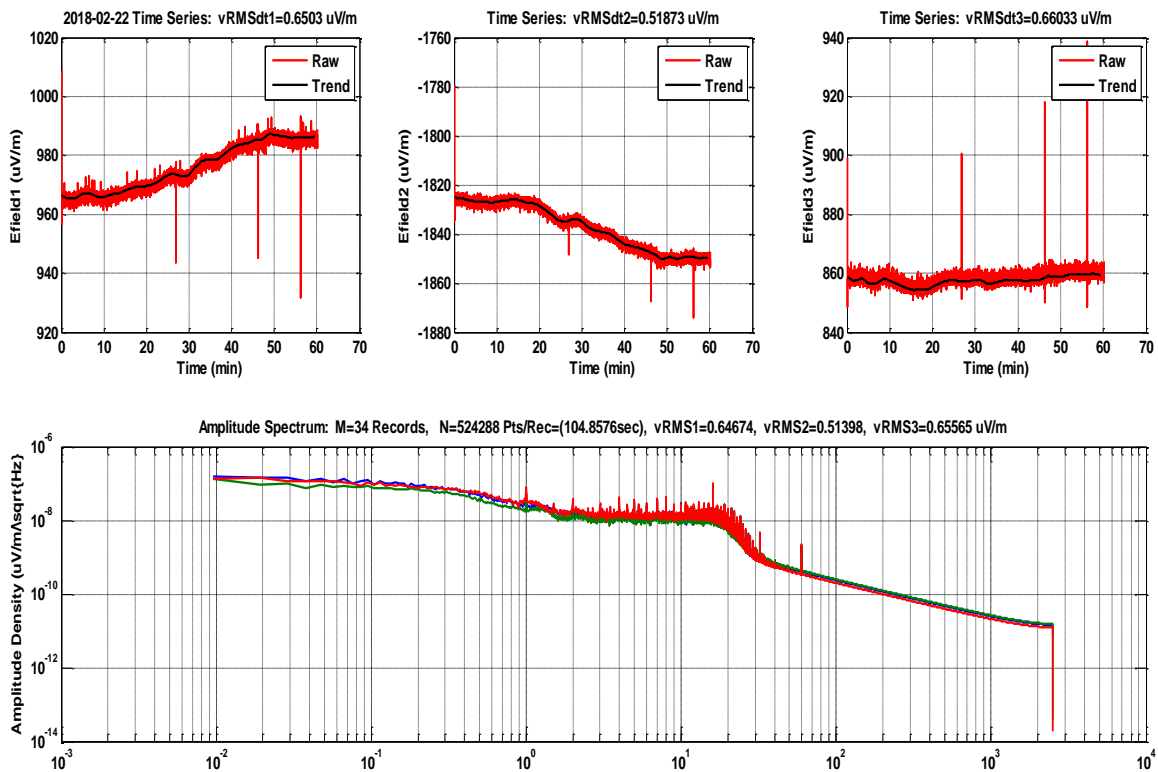 2018-02-22 Time Series: vRMSdt1=0.6503 uV/m
Efield1 (uV/m)
1020
1000
980
960
940
920
0 10 20 30 40 50 60 70
Time (min)
Raw
Trend
Time Series: vRMSdt2=0.51873 uV/m
Efield2 (uV/m)
-1760
-1780
-1800
-1820
-1840
-1860
-1880
0 10 20 30 40 50 60 70
Time (min)
Raw
Trend
Time Series: vRMSdt3=0.66033 uV/m
Efield3 (uV/m)
940
920
900
880
860
840
0 10 20 30 40 50 60 70
Time (min)
Raw
Trend
Amplitude Spectrum: M=34 Records, N=524288 Pts/Rec=(104.8576sec), vRMS1=0.64674, vRMS2=0.51398, vRMS3=0.65565 uV/m
Amplitude Density (uV/m/\sqrt{Hz)
10^-6
10^-8
10^-10
10^-12
10^-14
10^-3 10^-2 10^-1 10^0 10^1 10^2 10^3 10^4